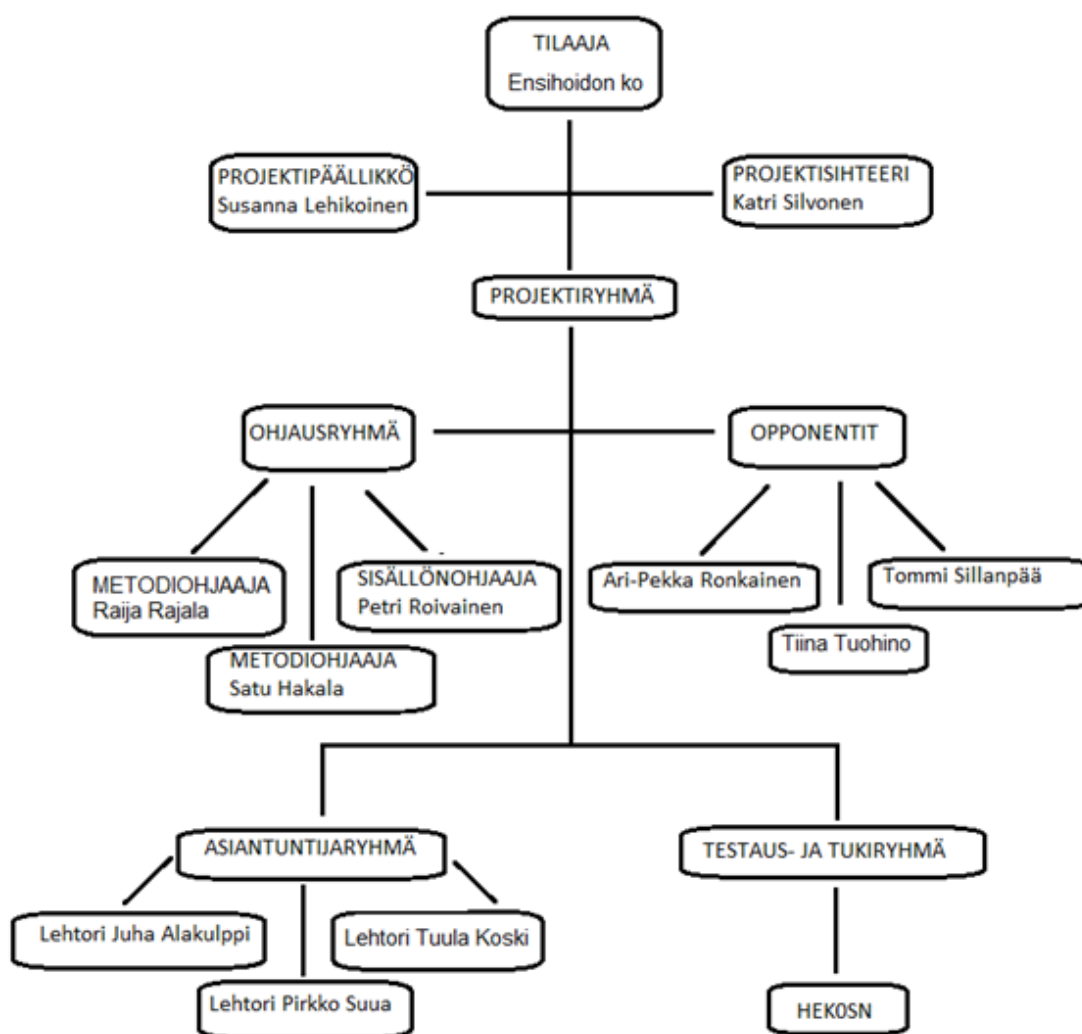 TILAAJA
Ensihoidon ko
PROJEKTIPÄÄLLIKKÖ
Susanna Lehikoinen
PROJEKTISIHTEERI
Katri Silvonen
PROJEKTIRYHMÄ
OHJAUSRYHMÄ
OPPONENTIT
METODIOHJAAJA
Raija Rajala
SISÄLLÖNOHJAAJA
Petri Roivainen
Ari-Pekka Ronkainen
Tommi Sillanpää
METODIOHJAAJA
Satu Hakala
Tiina Tuohino
ASIANTUNTIJARYHMÄ
TESTAUS- JA TUKIRYHMÄ
Lehtori Juha Alakulppi
Lehtori Tuula Koski
Lehtori Pirkko Suua
HEK0SN